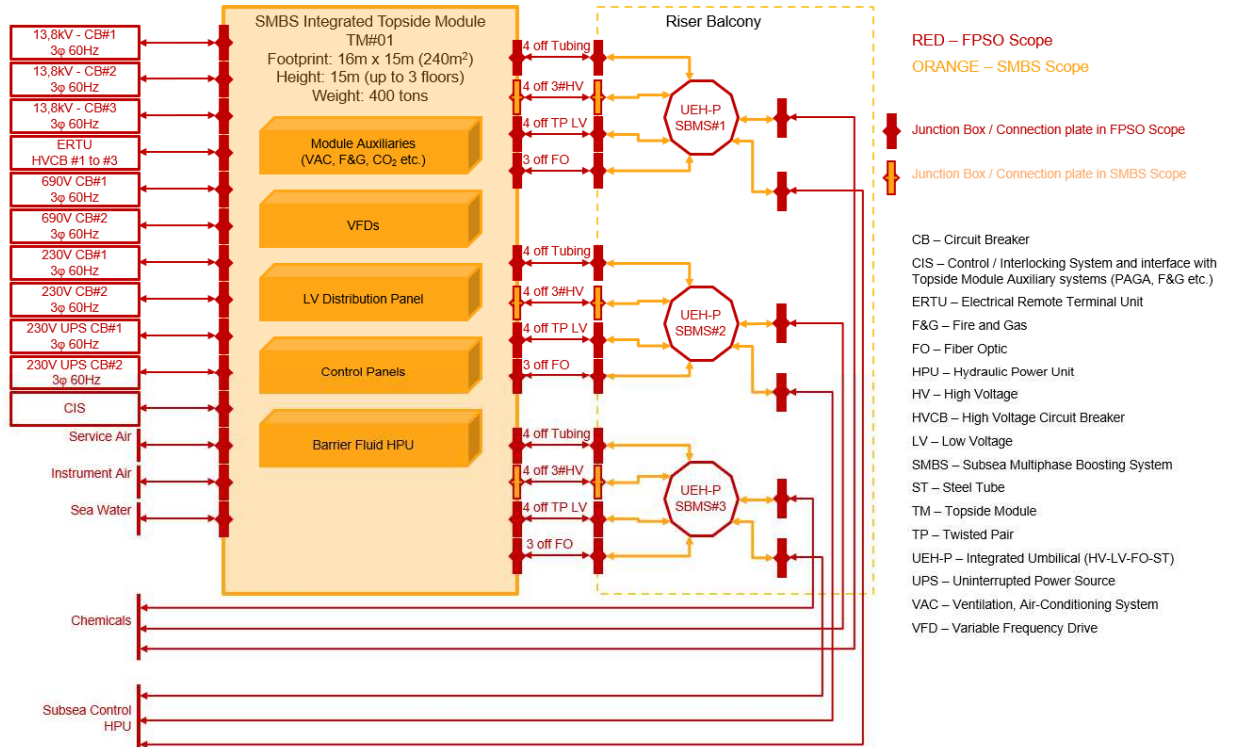 13,8kV - CB#1
3φ 60Hz
13,8kV - CB#2
3φ 60Hz
13,8kV - CB#3
3φ 60Hz
ERTU
HVCB #1 to #3
690V CB#1
3φ 60Hz
690V CB#2
3φ 60Hz
230V CB#1
3φ 60Hz
230V CB#2
3φ 60Hz
230V UPS CB#1
3φ 60Hz
230V UPS CB#2
3φ 60Hz
CIS
Service Air
Instrument Air
Sea Water
Chemicals
Subsea Control
HPU
SMBS Integrated Topside Module
TM#01
Footprint: 16m x 15m (240m²)
Height: 15m (up to 3 floors)
Weight: 400 tons
Module Auxiliaries
(VAC, F&G, CO₂ etc.)
VFDs
LV Distribution Panel
Control Panels
Barrier Fluid HPU
4 off Tubing
4 off 3#HV
4 off TP LV
3 off FO
4 off Tubing
4 off 3#HV
4 off TP LV
3 off FO
4 off Tubing
4 off 3#HV
4 off TP LV
3 off FO
Riser Balcony
UEH-P
SBMS#1
UEH-P
SBMS#2
UEH-P
SBMS#3
RED – FPSO Scope
ORANGE – SMBS Scope
Junction Box / Connection plate in FPSO Scope
Junction Box / Connection plate in SMBS Scope
CB – Circuit Breaker
CIS – Control / Interlocking System and interface with
Topside Module Auxiliary systems (PAGA, F&G etc.)
ERTU – Electrical Remote Terminal Unit
F&G – Fire and Gas
FO – Fiber Optic
HPU – Hydraulic Power Unit
HV – High Voltage
HVCB – High Voltage Circuit Breaker
LV – Low Voltage
SMBS – Subsea Multiphase Boosting System
ST – Steel Tube
TM – Topside Module
TP – Twisted Pair
UEH-P – Integrated Umbilical (HV-LV-FO-ST)
UPS – Uninterrupted Power Source
VAC – Ventilation, Air-Conditioning System
VFD – Variable Frequency Drive